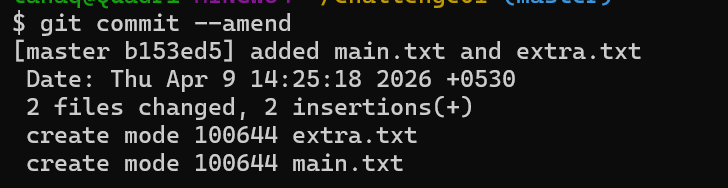 $ git commit --amend
[master b153ed5] added main.txt and extra.txt
Date: Thu Apr 9 14:25:18 2026 +0530
2 files changed, 2 insertions(+)
create mode 100644 extra.txt
create mode 100644 main.txt